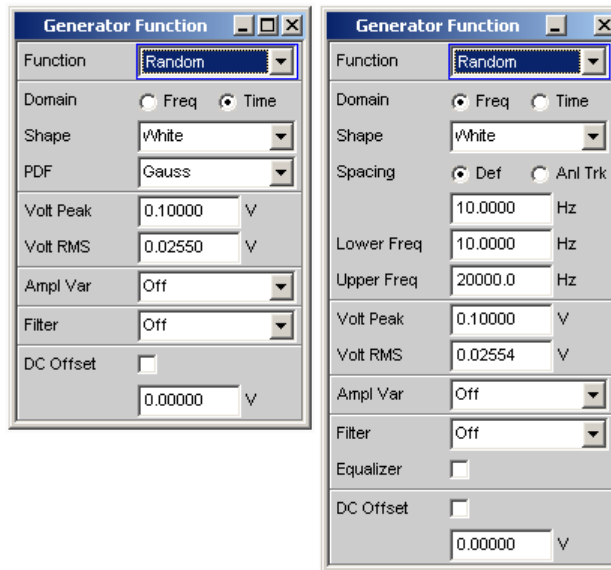 Generator Function
Function Random
Domain Freq Time
Shape White
PDF Gauss
Volt Peak 0.10000 V
Volt RMS 0.02550 V
Ampl Var Off
Filter Off
DC Offset
0.00000 V
Generator Function
Function Random
Domain Freq Time
Shape White
Spacing Def Anl Trk
10.0000 Hz
Lower Freq 10.0000 Hz
Upper Freq 20000.0 Hz
Volt Peak 0.10000 V
Volt RMS 0.02554 V
Ampl Var Off
Filter Off
Equalizer
DC Offset
0.00000 V